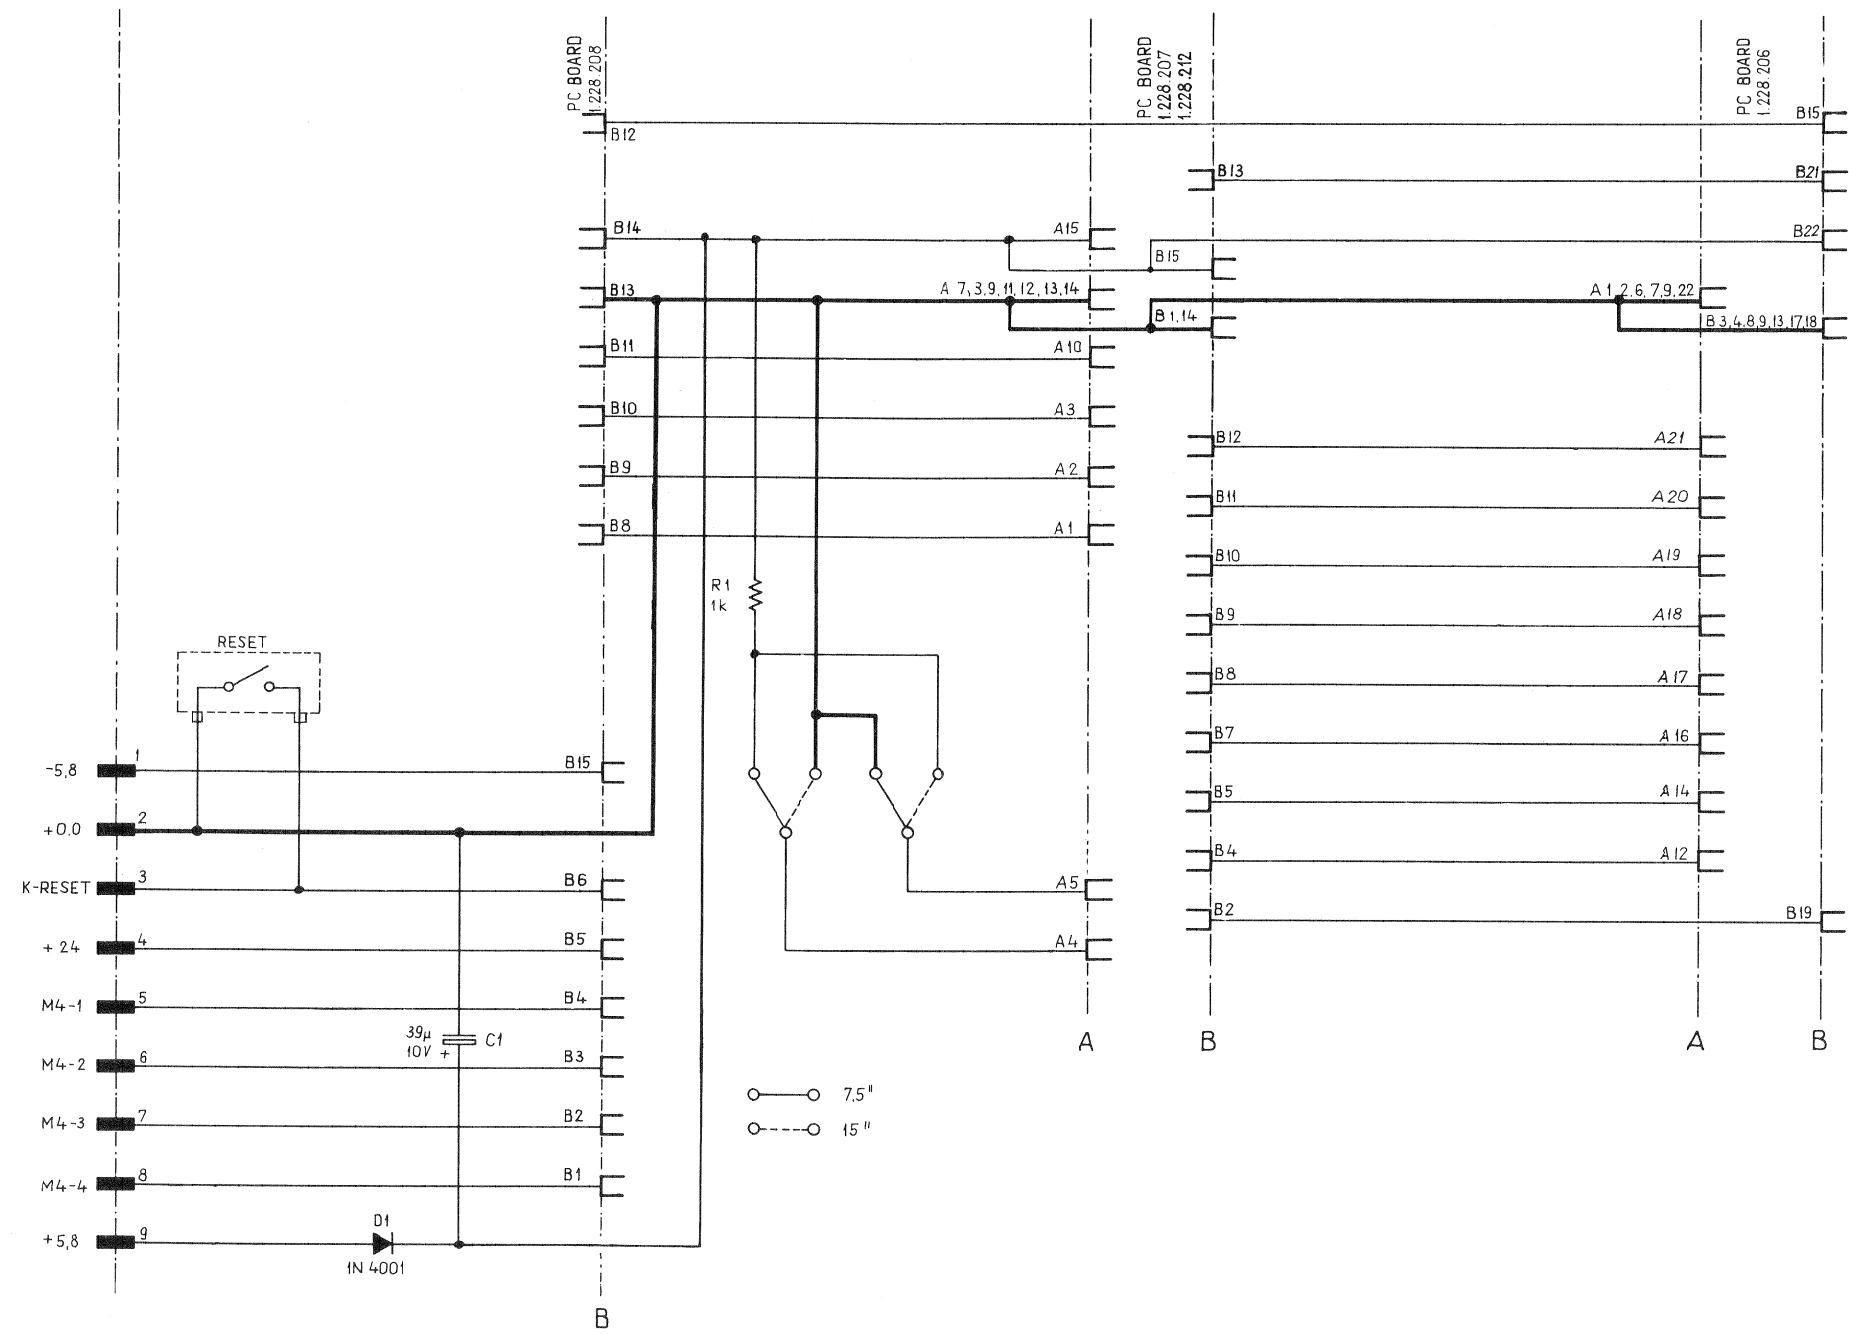 PC BOARD
1.228.208
PC BOARD
1.228.207
1.228.212
PC BOARD
1.228.206
B12
B15
B13
B21
B14
A15
B15
B22
B13
A 7,3,9,11,12,13,14
B 1,14
A 1,2,6,7,9,22
B 3,4,8,9,13,17,18
B11
A10
B10
A3
B12
A21
B9
A2
B11
A20
B8
A1
B10
A19
R1
1k
B9
A18
RESET
B8
A17
B7
A16
-5,8
1
B15
B5
A14
+0,0
2
B4
A12
K-RESET
3
B6
A5
B2
B19
+24
4
B5
A4
M4-1
5
B4
39µ
10V +
C1
A
B
A
B
M4-2
6
B3
7,5"
M4-3
7
B2
15"
M4-4
8
B1
+5,8
9
D1
1N 4001
B